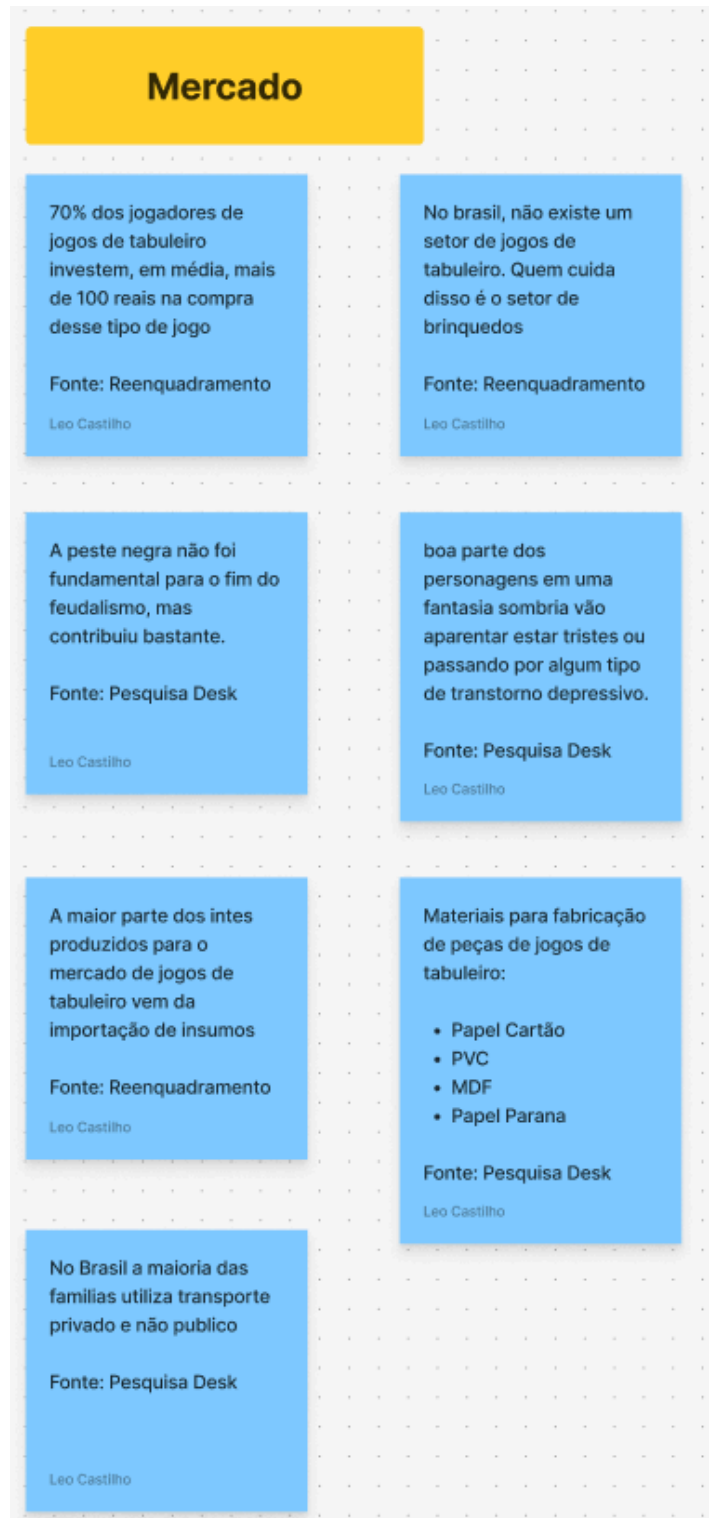 Mercado
70% dos jogadores de
jogos de tabuleiro
investem, em média, mais
de 100 reais na compra
desse tipo de jogo
Fonte: Reenquadramento
Leo Castilho
No brasil, não existe um
setor de jogos de
tabuleiro. Quem cuida
disso é o setor de
brinquedos
Fonte: Reenquadramento
Leo Castilho
A peste negra não foi
fundamental para o fim do
feudalismo, mas
contribuiu bastante.
Fonte: Pesquisa Desk
Leo Castilho
boa parte dos
personagens em uma
fantasia sombria vão
aparentar estar tristes ou
passando por algum tipo
de transtorno depressivo.
Fonte: Pesquisa Desk
Leo Castilho
A maior parte dos intes
produzidos para o
mercado de jogos de
tabuleiro vem da
importação de insumos
Fonte: Reenquadramento
Leo Castilho
Materiais para fabricação
de peças de jogos de
tabuleiro:
• Papel Cartão
• PVC
• MDF
• Papel Parana
Fonte: Pesquisa Desk
Leo Castilho
No Brasil a maioria das
familias utiliza transporte
privado e não publico
Fonte: Pesquisa Desk
Leo Castilho